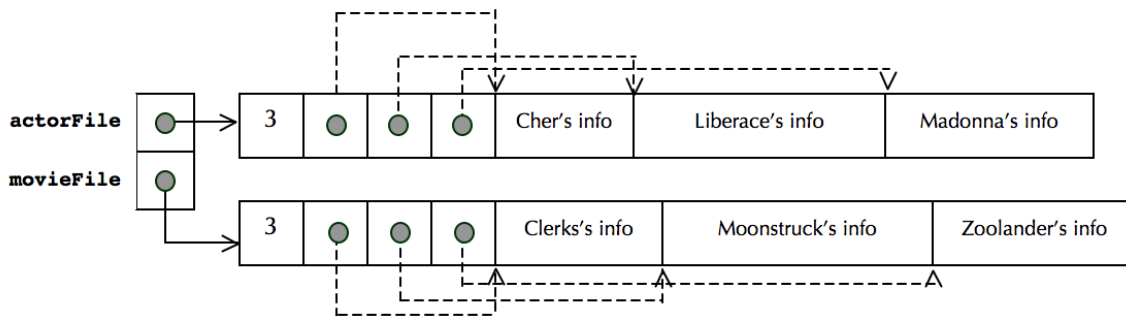 actorFile 3 Cher's info Liberace's info Madonna's info
movieFile
3 Clerks's info Moonstruck's info Zoolander's info